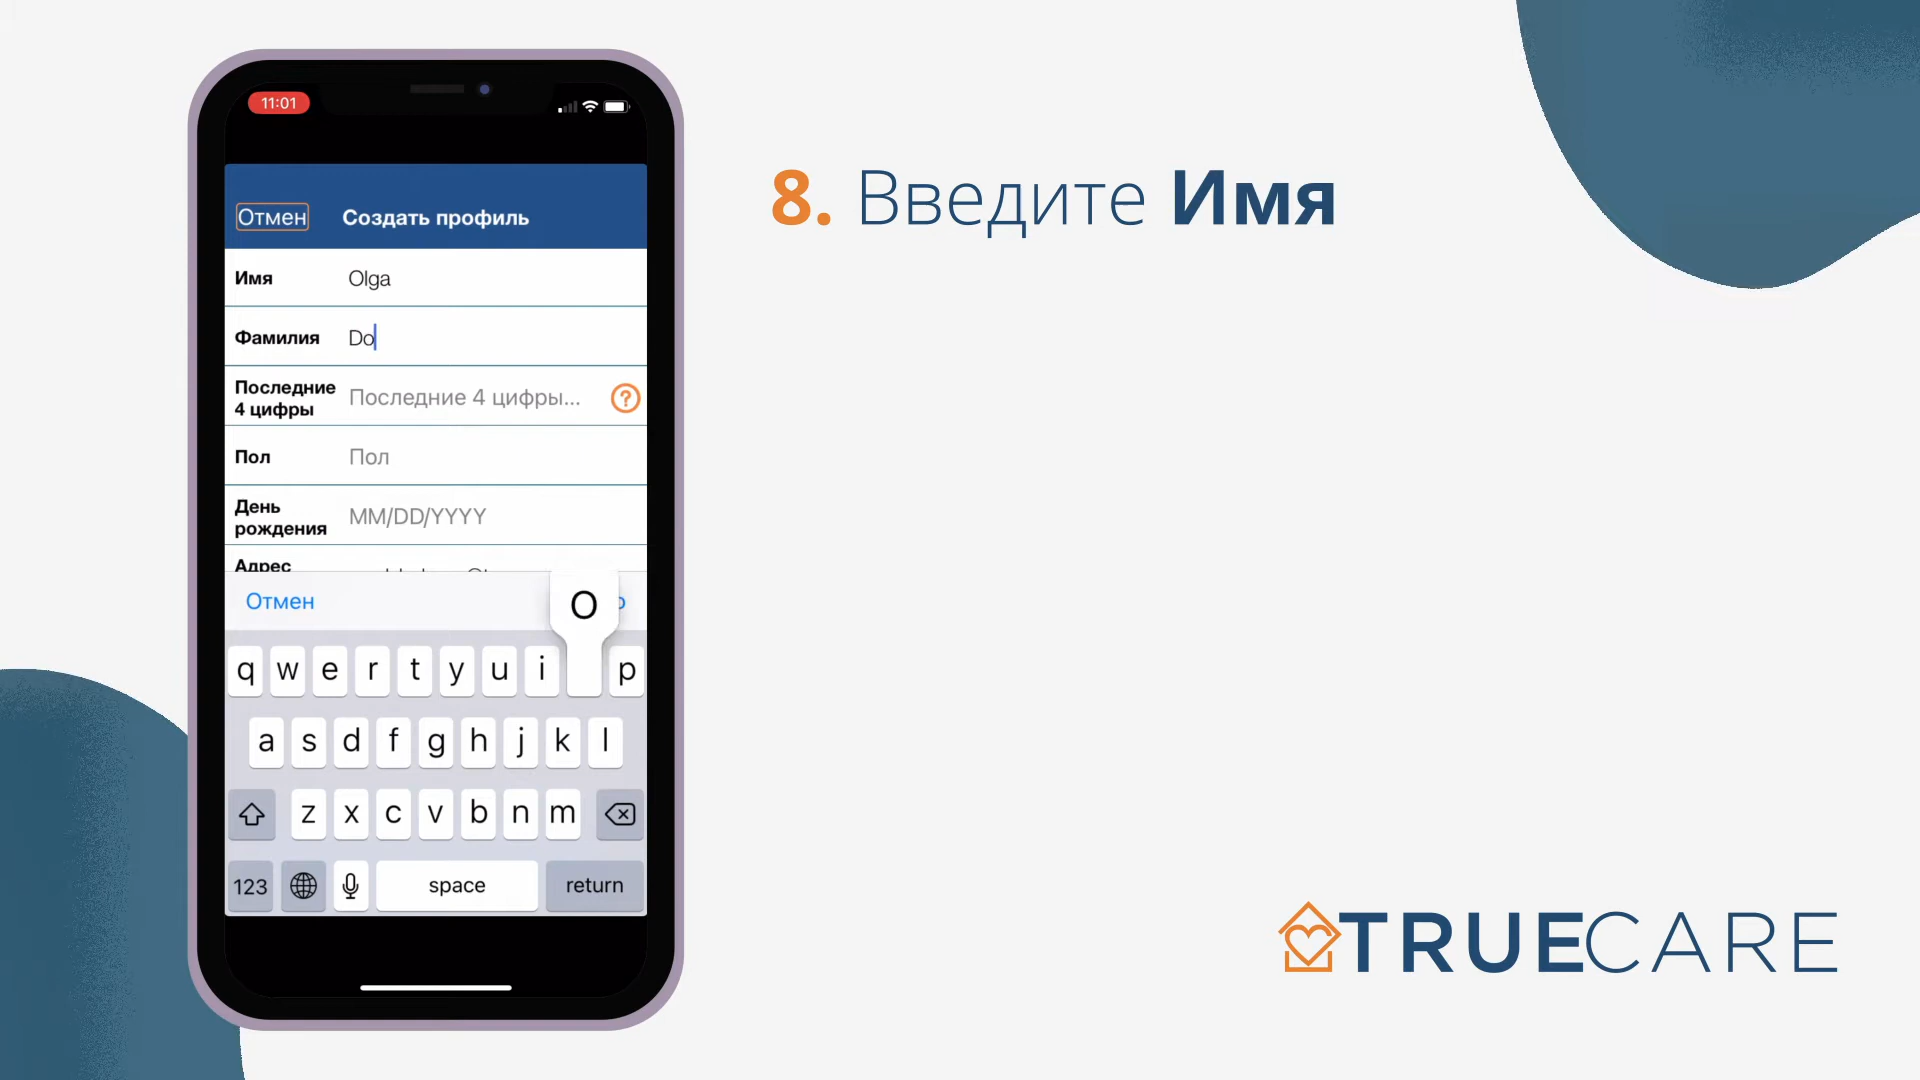 11:01
8. Введите Имя
Отмен
Создать профиль
Имя
Olga
Фамилия
Do
Последние
4 цифры
Последние 4 цифры...
?
Пол
Пол
День
рождения
MM/DD/YYYY
Адрес
Отмен
O
q w e r t y u i p
a s d f g h j k l
z x c v b n m
123
space
return
TRUECARE